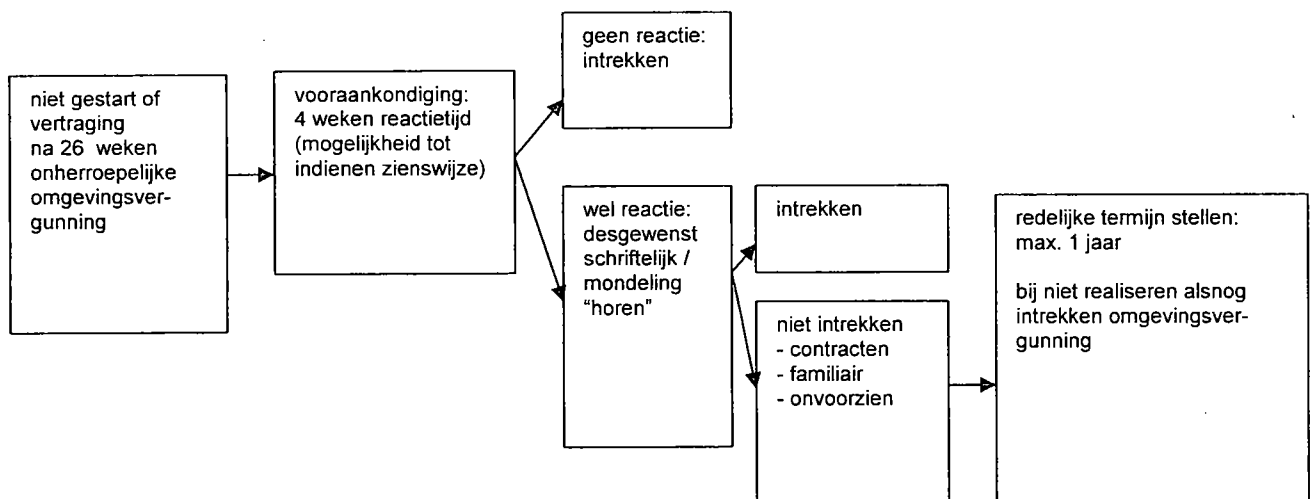 niet gestart of
vertraging
na 26 weken
onherroepelijke
omgevingsver-
gunning
vooraankondiging:
4 weken reactietijd
(mogelijkheid tot
indienen zienswijze)
geen reactie:
intrekken
wel reactie:
desgewenst
schriftelijk /
mondeling
“horen”
intrekken
niet intrekken
- contracten
- familiair
- onvoorzien
redelijke termijn stellen:
max. 1 jaar
bij niet realiseren alsnog
intrekken omgevingsver-
gunning